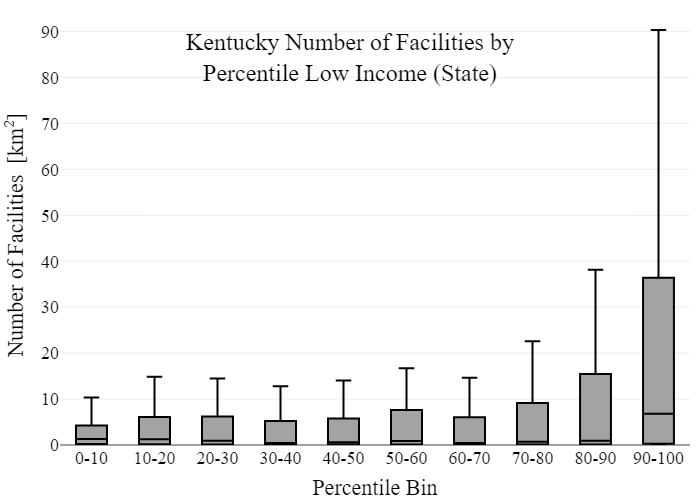 Kentucky Number of Facilities by
Percentile Low Income (State)
Number of Facilities [km²]
90
80
70
60
50
40
30
20
10
0
0-10 10-20 20-30 30-40 40-50 50-60 60-70 70-80 80-90 90-100
Percentile Bin